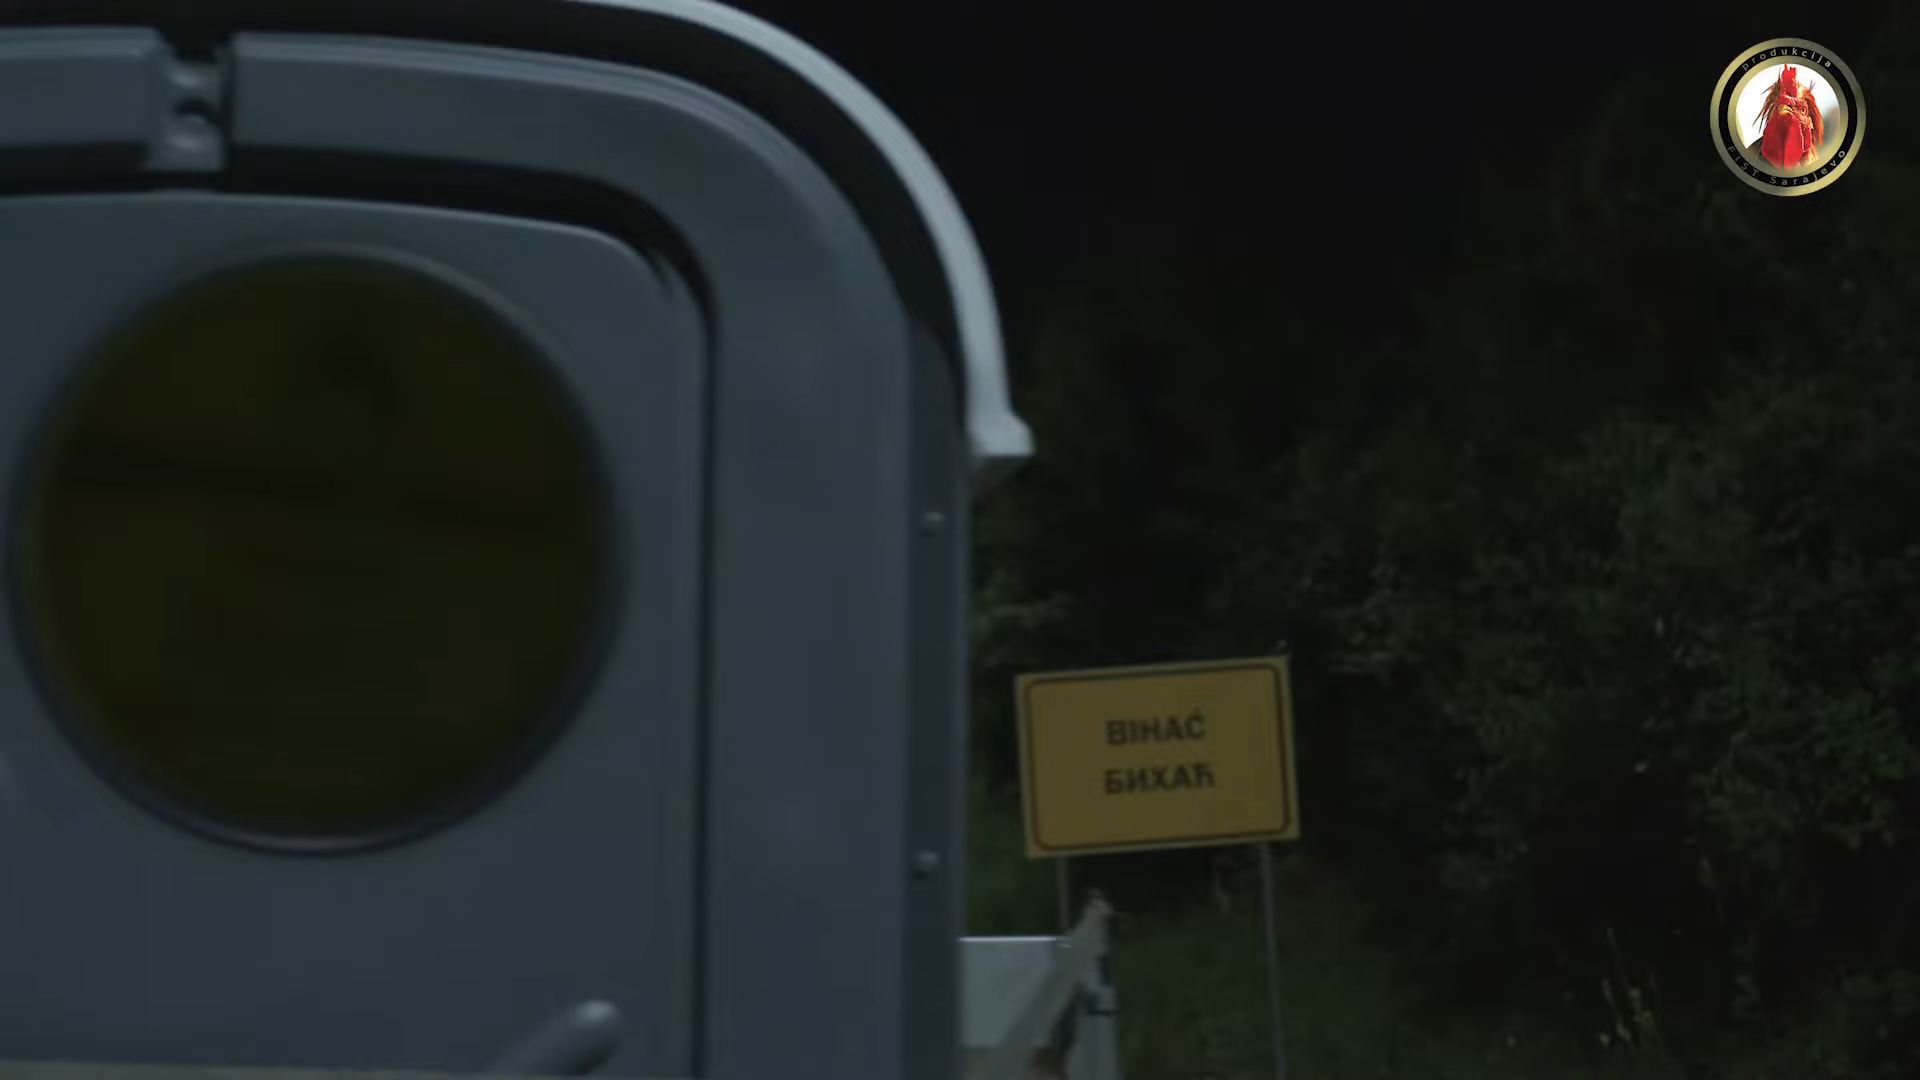 Produkcija
FIST Sarajevo
BIHAĆ
БИХАЋ